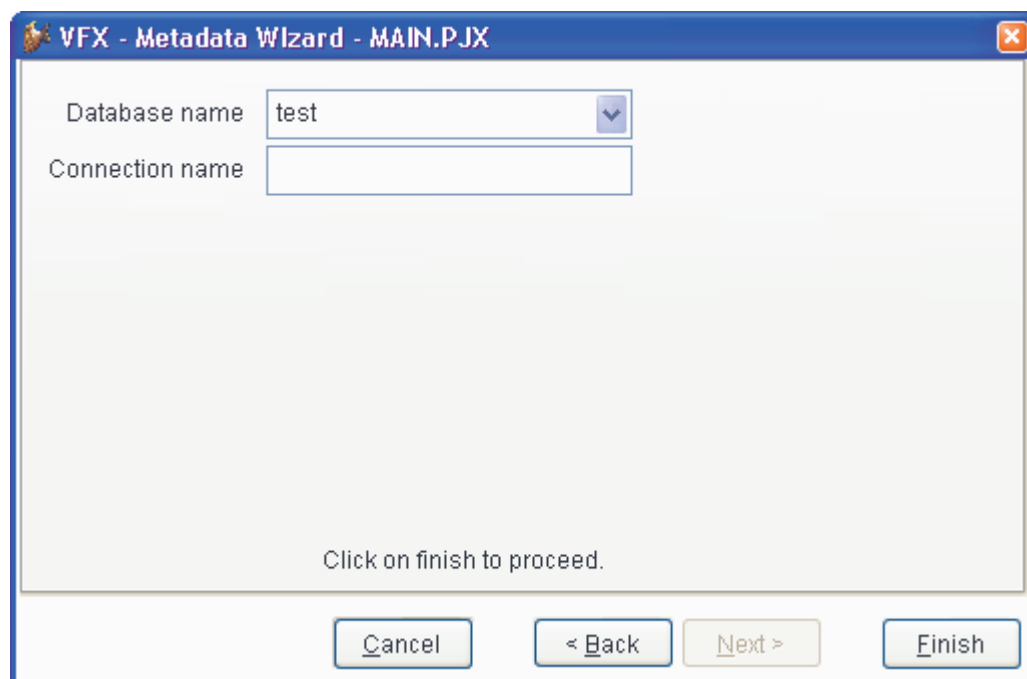 VFX - Metadata WIzard - MAIN.PJX
Database name test
Connection name
Click on finish to proceed.
Cancel < Back Next > Finish